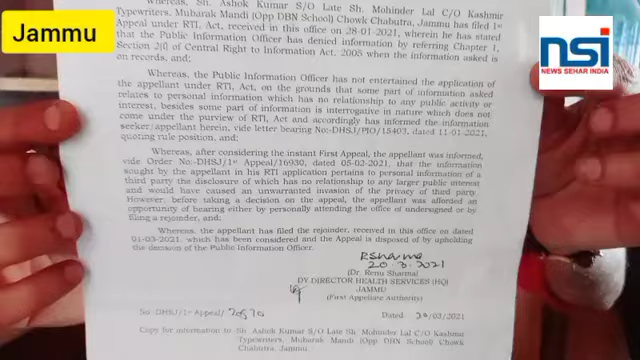 Jammu
nsi
NEWS SEHAR INDIA
Whereas, Sh. Ashok Kumar S/O Late Sh. Mohinder Lal C/O Kashmir
Typewriters, Mubarak Mandi (Opp DBN School) Chowk Chabutra, Jammu has filed 1st
Appeal under RTI, Act, received in this office on 28-01-2021, wherein he has stated
that the Public Information Officer has denied information by referring Chapter 1,
Section 2(f) of Central Right to Information Act, 2005 when the information asked is
on records, and;
Whereas, the Public Information Officer has not entertained the application of
the appellant under RTI, Act, on the grounds that some part of information asked
relates to personal information which has no relationship to any public activity or
interest, besides some part of information is interrogative in nature which does not
come under the purview of RTI Act and accordingly has informed the information
seeker/appellant herein, vide letter bearing No:-DHSJ/PIO/15403, dated 11-01-2021,
quoting rule position, and;
Whereas, after considering the instant First Appeal, the appellant was informed,
vide Order No:-DHSJ/1st Appeal/16930, dated 05-02-2021, that the information
sought by the appellant in his RTI application pertains to personal information of a
third party the disclosure of which has no relationship to any larger public interest
and would have caused an unwarranted invasion of the privacy of third party.
However, before taking a decision on the appeal, the appellant was afforded an
opportunity of hearing either by personally attending the office of undersigned or by
filing a rejoinder, and;
Whereas, the appellant has filed the rejoinder, received in this office on dated
01-03-2021, which has been considered and the Appeal is disposed of by upholding
the decision of the Public Information Officer.
RSharma
20-3-2021
(Dr. Renu Sharma)
DY. DIRECTOR HEALTH SERVICES (HQ)
JAMMU
(First Appellate Authority)
No:-DHSJ/1st Appeal/
Dated. 20/03/2021
Copy for information to Sh. Ashok Kumar S/O Late Sh. Mohinder Lal C/O Kashmir
Typewriters, Mubarak Mandi (Opp DBN School) Chowk
Chabutra, Jammu